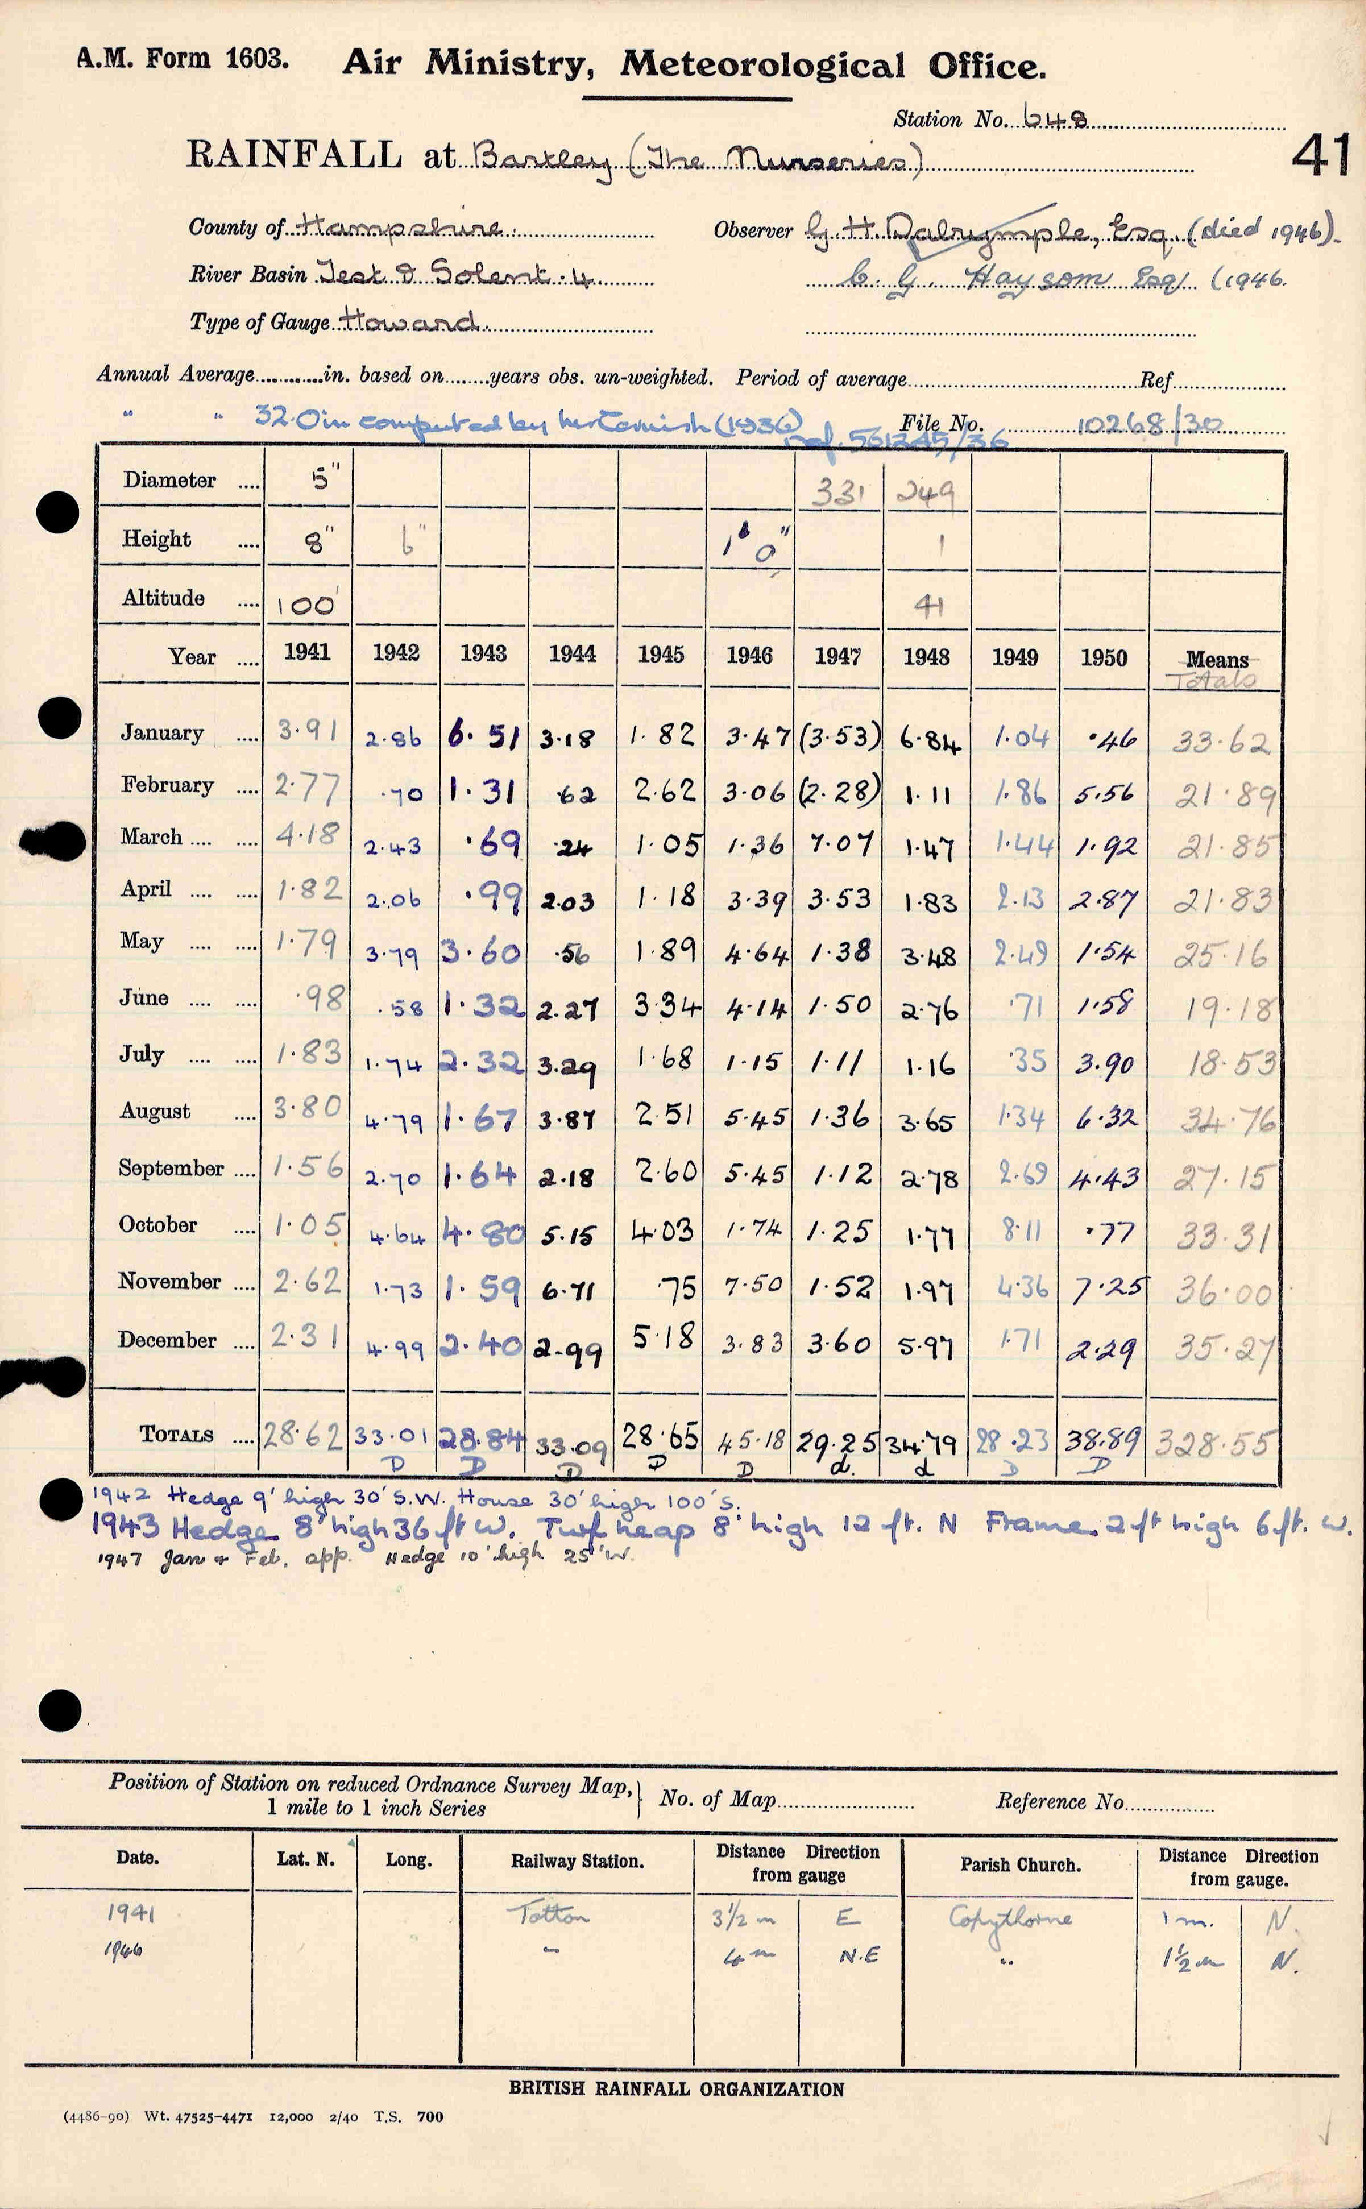 A.M. Form 1603. Air Ministry, Meteorological Office.
Station No. 648
RAINFALL at Bartley (The Nurseries)
41
County of Hampshire. Observer G. H. Dalrymple, Esq. (died 1946).
River Basin Test & Solent. 4. C. G. Haysom Esq (1946.
Type of Gauge Howard.
Annual Average............in. based on........years obs. un-weighted. Period of average.......... Ref..........
" " 32.0 in computed by (1936) File No. 10268/30
ref. 561245/36
Diameter .... 5" 331 249
Height .... 8" 6" 1' 0" 1
Altitude .... 100' 41
Year .... 1941 1942 1943 1944 1945 1946 1947 1948 1949 1950 Means
Totals
January .... 3.91 2.86 6.51 3.18 1.82 3.47 (3.53) 6.84 1.04 .46 33.62
February .... 2.77 .70 1.31 .62 2.62 3.06 (2.28) 1.11 1.86 5.56 21.89
March .... .... 4.18 2.43 .69 .24 1.05 1.36 7.07 1.47 1.44 1.92 21.85
April .... .... 1.82 2.06 .99 2.03 1.18 3.39 3.53 1.83 2.13 2.87 21.83
May .... .... 1.79 3.79 3.60 .56 1.89 4.64 1.38 3.48 2.49 1.54 25.16
June .... .... .98 .58 1.32 2.27 3.34 4.14 1.50 2.76 .71 1.58 19.18
July .... .... 1.83 1.74 2.32 3.29 1.68 1.15 1.11 1.16 .35 3.90 18.53
August .... 3.80 4.79 1.67 3.87 2.51 5.45 1.36 3.65 1.34 6.32 34.76
September .... 1.56 2.70 1.64 2.18 2.60 5.45 1.12 2.78 2.69 4.43 27.15
October .... 1.05 4.64 4.80 5.15 4.03 1.74 1.25 1.77 8.11 .77 33.31
November .... 2.62 1.73 1.59 6.71 .75 7.50 1.52 1.97 4.36 7.25 36.00
December .... 2.31 4.99 2.40 2.99 5.18 3.83 3.60 5.97 1.71 2.29 35.27
TOTALS .... 28.62 33.01 28.84 33.09 28.65 45.18 29.25 34.79 28.23 38.89 328.55
D D D D D d. d D D
1942 Hedge 9' high 30' S.W. House 30' high 100' S.
1943 Hedge 8' high 36 ft W. Turf heap 8' high 12 ft. N Frame 2 ft high 6 ft. W.
1947 Jan & Feb. app. Hedge 10' high 25' W.
Position of Station on reduced Ordnance Survey Map, 1 mile to 1 inch Series } No. of Map.......... Reference No..........
Date. Lat. N. Long. Railway Station. Distance Direction from gauge Parish Church. Distance Direction from gauge.
1941 Totton 3½ m E Copythorne 1 m. N.
1946 " 4 m N.E " 1½ m N.
BRITISH RAINFALL ORGANIZATION
(4486-90) Wt. 47525-4471 12,000 2/40 T.S. 700